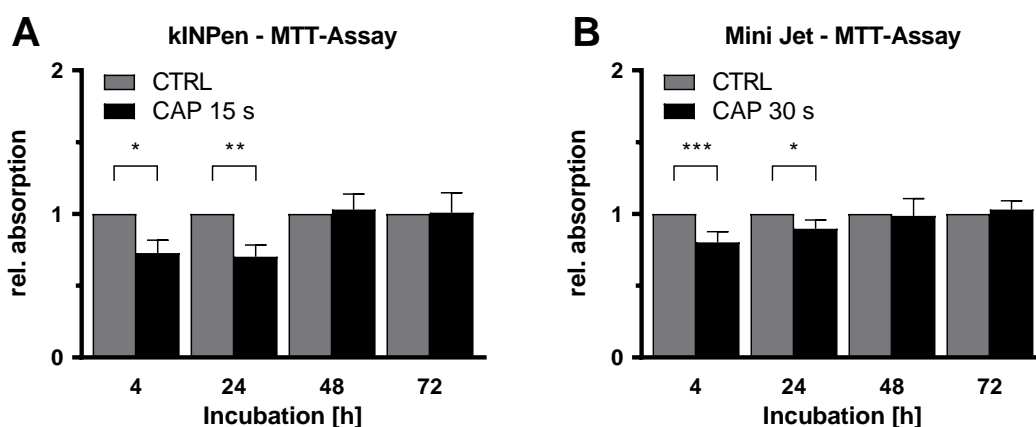 A
kINPen - MTT-Assay
2
CTRL
CAP 15 s
*
**
1
rel. absorption
0
4 24 48 72
Incubation [h]
B
Mini Jet - MTT-Assay
2
CTRL
CAP 30 s
***
*
1
rel. absorption
0
4 24 48 72
Incubation [h]